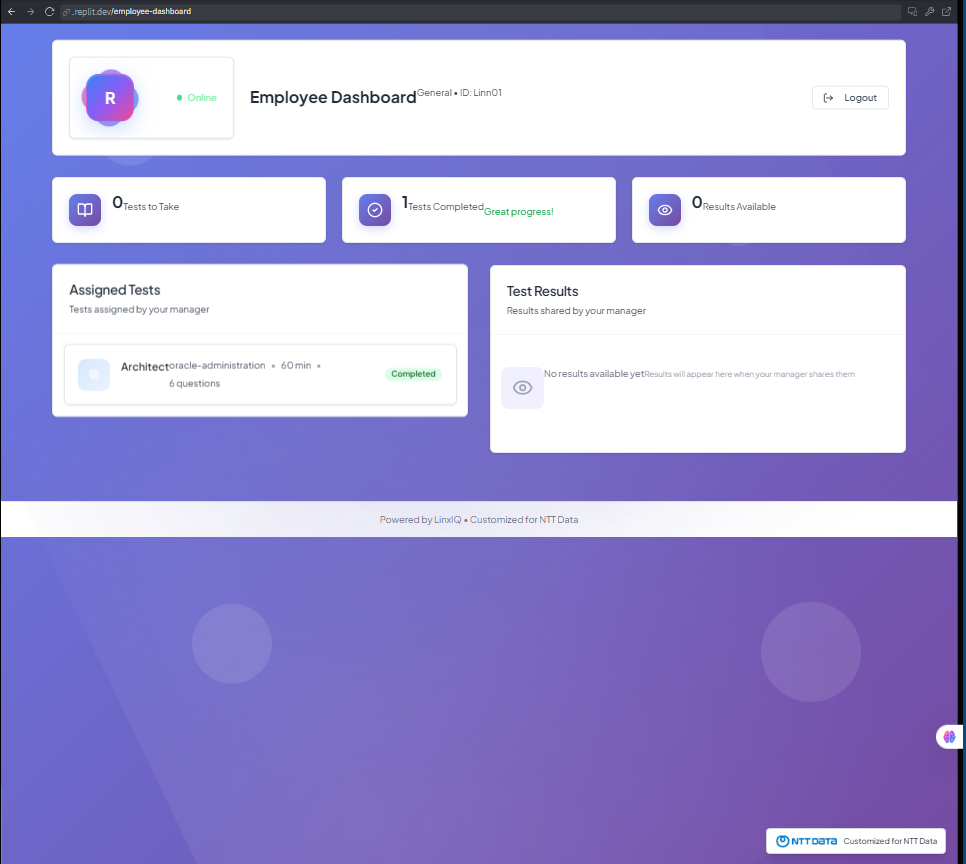 .replit.dev/employee-dashboard
R
Online
Employee Dashboard General • ID: Linn01
Logout
0 Tests to Take
1 Tests Completed Great progress!
0 Results Available
Assigned Tests
Tests assigned by your manager
Architect oracle-administration • 60 min •
6 questions
Completed
Test Results
Results shared by your manager
No results available yet Results will appear here when your manager shares them
Powered by LinxIQ • Customized for NTT Data
NTT DATA Customized for NTT Data